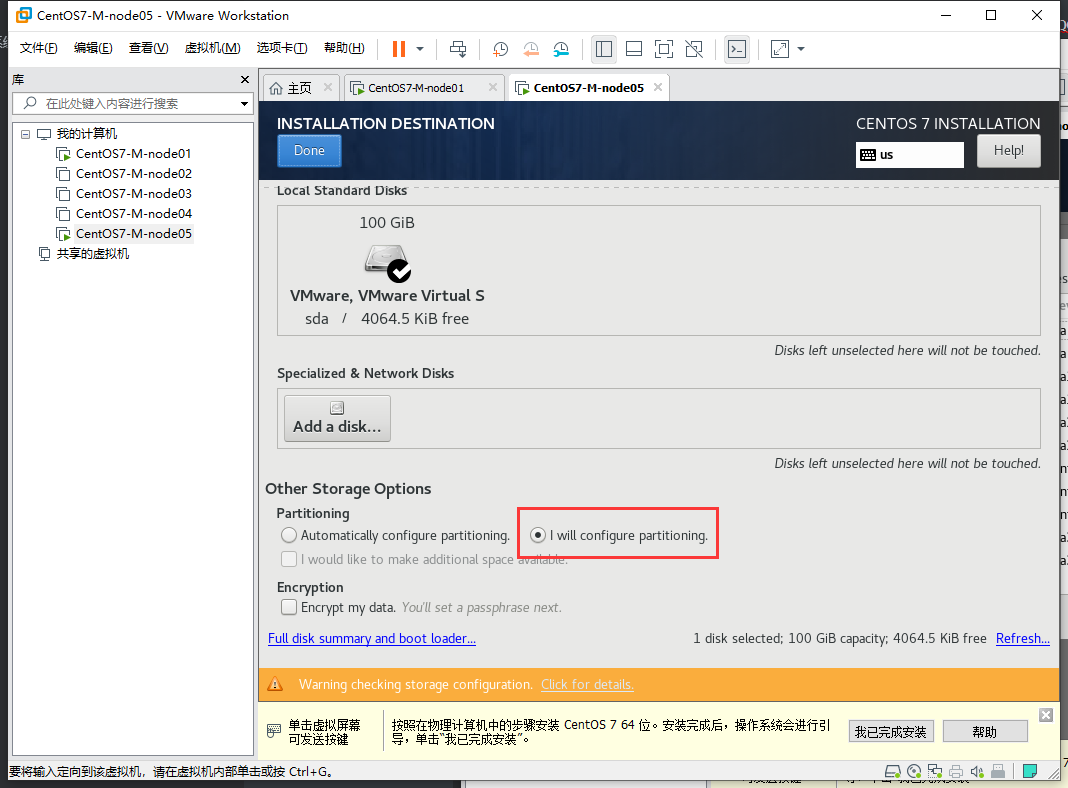 CentOS7-M-node05 - VMware Workstation
文件(F) 编辑(E) 查看(V) 虚拟机(M) 选项卡(T) 帮助(H)
库
在此处键入内容进行搜索
我的计算机
CentOS7-M-node01
CentOS7-M-node02
CentOS7-M-node03
CentOS7-M-node04
CentOS7-M-node05
共享的虚拟机
主页 CentOS7-M-node01 CentOS7-M-node05
INSTALLATION DESTINATION
CENTOS 7 INSTALLATION
Done
us
Help!
Local Standard Disks
100 GiB
VMware, VMware Virtual S
sda / 4064.5 KiB free
Disks left unselected here will not be touched.
Specialized & Network Disks
Add a disk...
Disks left unselected here will not be touched.
Other Storage Options
Partitioning
Automatically configure partitioning. I will configure partitioning.
I would like to make additional space available.
Encryption
Encrypt my data. You'll set a passphrase next.
Full disk summary and boot loader...
1 disk selected; 100 GiB capacity; 4064.5 KiB free Refresh...
Warning checking storage configuration. Click for details.
单击虚拟屏幕
可发送按键
按照在物理计算机中的步骤安装 CentOS 7 64 位。安装完成后，操作系统会进行引
导，单击“我已完成安装”。
我已完成安装
帮助
要将输入定向到该虚拟机，请在虚拟机内部单击或按 Ctrl+G。